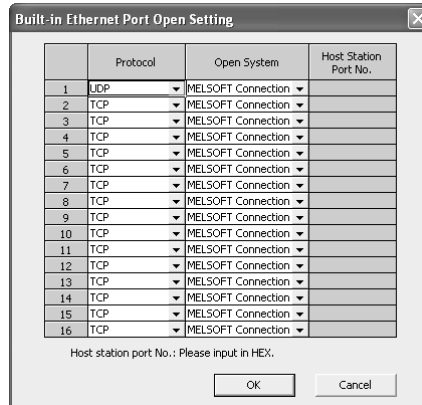 Built-in Ethernet Port Open Setting
Protocol Open System Host Station Port No.
1 UDP MELSOFT Connection
2 TCP MELSOFT Connection
3 TCP MELSOFT Connection
4 TCP MELSOFT Connection
5 TCP MELSOFT Connection
6 TCP MELSOFT Connection
7 TCP MELSOFT Connection
8 TCP MELSOFT Connection
9 TCP MELSOFT Connection
10 TCP MELSOFT Connection
11 TCP MELSOFT Connection
12 TCP MELSOFT Connection
13 TCP MELSOFT Connection
14 TCP MELSOFT Connection
15 TCP MELSOFT Connection
16 TCP MELSOFT Connection
Host station port No.: Please input in HEX.
OK Cancel